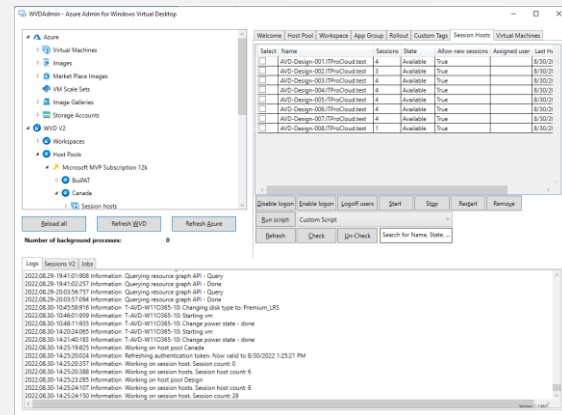 WVDAdmin - Azure Admin for Windows Virtual Desktop
Azure
Virtual Machines
Images
Market Place Images
VM Scale Sets
Image Galleries
Storage Accounts
WVD V2
Workspaces
Host Pools
Microsoft MVP Subscription 12k
BioPAT
Canada
Session hosts
Reload all Refresh WVD Refresh Azure
Number of background processes: 0
Welcome Host Pool Workspace App Group Rollout Custom Tags Session Hosts Virtual Machines
Select Name Sessions State Allow new sessions Assigned user Last He
AVD-Design-001.ITProCloud.test 4 Available True 8/30/20
AVD-Design-002.ITProCloud.test 3 Available True 8/30/20
AVD-Design-003.ITProCloud.test 4 Available True 8/30/20
AVD-Design-004.ITProCloud.test 4 Available True 8/30/20
AVD-Design-005.ITProCloud.test 4 Available True 8/30/20
AVD-Design-006.ITProCloud.test 4 Available True 8/30/20
AVD-Design-007.ITProCloud.test 4 Available True 8/30/20
AVD-Design-008.ITProCloud.test 1 Available True 8/30/20
Disable logon Enable logon Logoff users Start Stop Restart Remove
Run script Custom Script
Refresh Check Un-Check Search for Name, State, ...
Logs Sessions V2 Jobs
2022.08.29-19:41:01:908 Information Querying resource graph API - Query
2022.08.29-19:41:02:257 Information Querying resource graph API - Done
2022.08.29-20:03:56:757 Information Querying resource graph API - Query
2022.08.29-20:03:57:094 Information Querying resource graph API - Done
2022.08.30-10:45:58:916 Information T-AVD-W11O365-10: Changing disk type to: Premium_LRS
2022.08.30-10:46:01:959 Information T-AVD-W11O365-10: Starting vm
2022.08.30-10:48:11:935 Information T-AVD-W11O365-10: Change power state - done
2022.08.30-14:20:24:065 Information T-AVD-W11O365-10: Starting vm
2022.08.30-14:21:40:183 Information T-AVD-W11O365-10: Change power state - done
2022.08.30-14:25:19:825 Information Working on host pool Canada
2022.08.30-14:25:20:024 Information Refreshing authentication token. Now valid to 8/30/2022 1:25:21 PM
2022.08.30-14:25:20:357 Information Working on host. Session count: 0
2022.08.30-14:25:20:388 Information Working on session hosts. Session host count: 6
2022.08.30-14:25:23:285 Information Working on host pool Design
2022.08.30-14:25:24:107 Information Working on session hosts. Session host count: 8
2022.08.30-14:25:24:150 Information Working on session hosts. Session count: 28